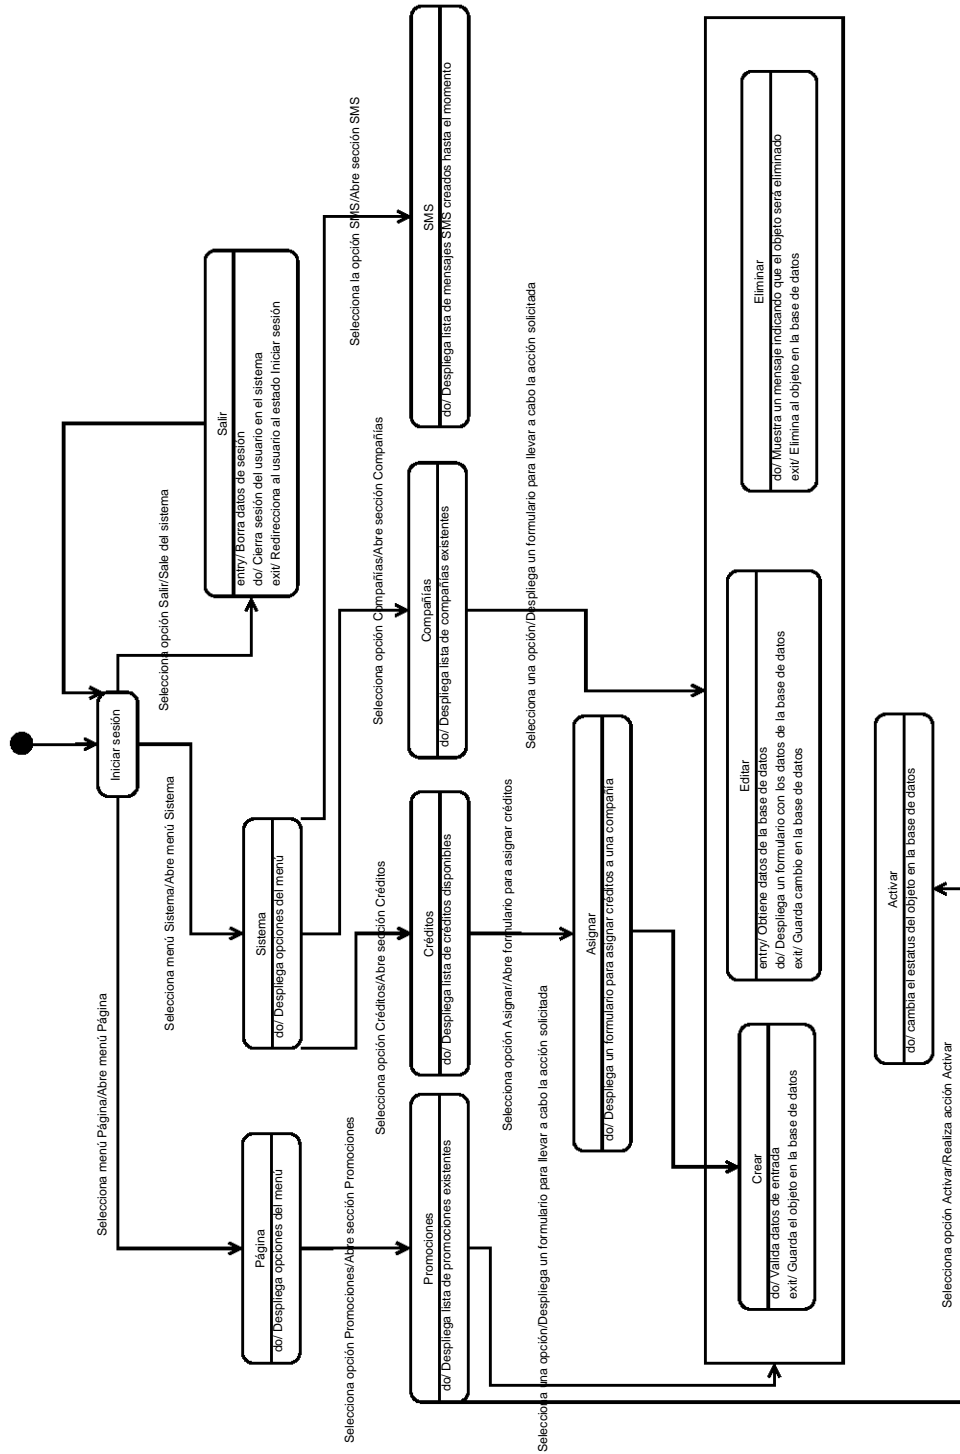 Iniciar sesión
Salir
entry/ Borra datos de sesión
do/ Cierra sesión del usuario en el sistema
exit/ Redirecciona al usuario al estado Iniciar sesión
Selecciona opción Salir/Sale del sistema
Selecciona menú Página/Abre menú Página
Selecciona menú Sistema/Abre menú Sistema
Página
do/ Despliega opciones del menú
Sistema
do/ Despliega opciones del menú
Selecciona opción Promociones/Abre sección Promociones
Selecciona opción Créditos/Abre sección Créditos
Selecciona opción Compañías/Abre sección Compañías
Selecciona la opción SMS/Abre sección SMS
Promociones
do/ Despliega lista de promociones existentes
Créditos
do/ Despliega lista de créditos disponibles
Compañías
do/ Despliega lista de compañías existentes
SMS
do/ Despliega lista de mensajes SMS creados hasta el momento
Selecciona opción Asignar/Abre formulario para asignar créditos
Selecciona una opción/Despliega un formulario para llevar a cabo la acción solicitada
Selecciona una opción/Despliega un formulario para llevar a cabo la acción solicitada
Asignar
do/ Despliega un formulario para asignar créditos a una compañía
Crear
do/ Valida datos de entrada
exit/ Guarda el objeto en la base de datos
Editar
entry/ Obtiene datos de la base de datos
do/ Despliega un formulario con los datos de la base de datos
exit/ Guarda cambio en la base de datos
Eliminar
do/ Muestra un mensaje indicando que el objeto será eliminado
exit/ Elimina al objeto en la base de datos
Activar
do/ cambia el estatus del objeto en la base de datos
Selecciona opción Activar/Realiza acción Activar